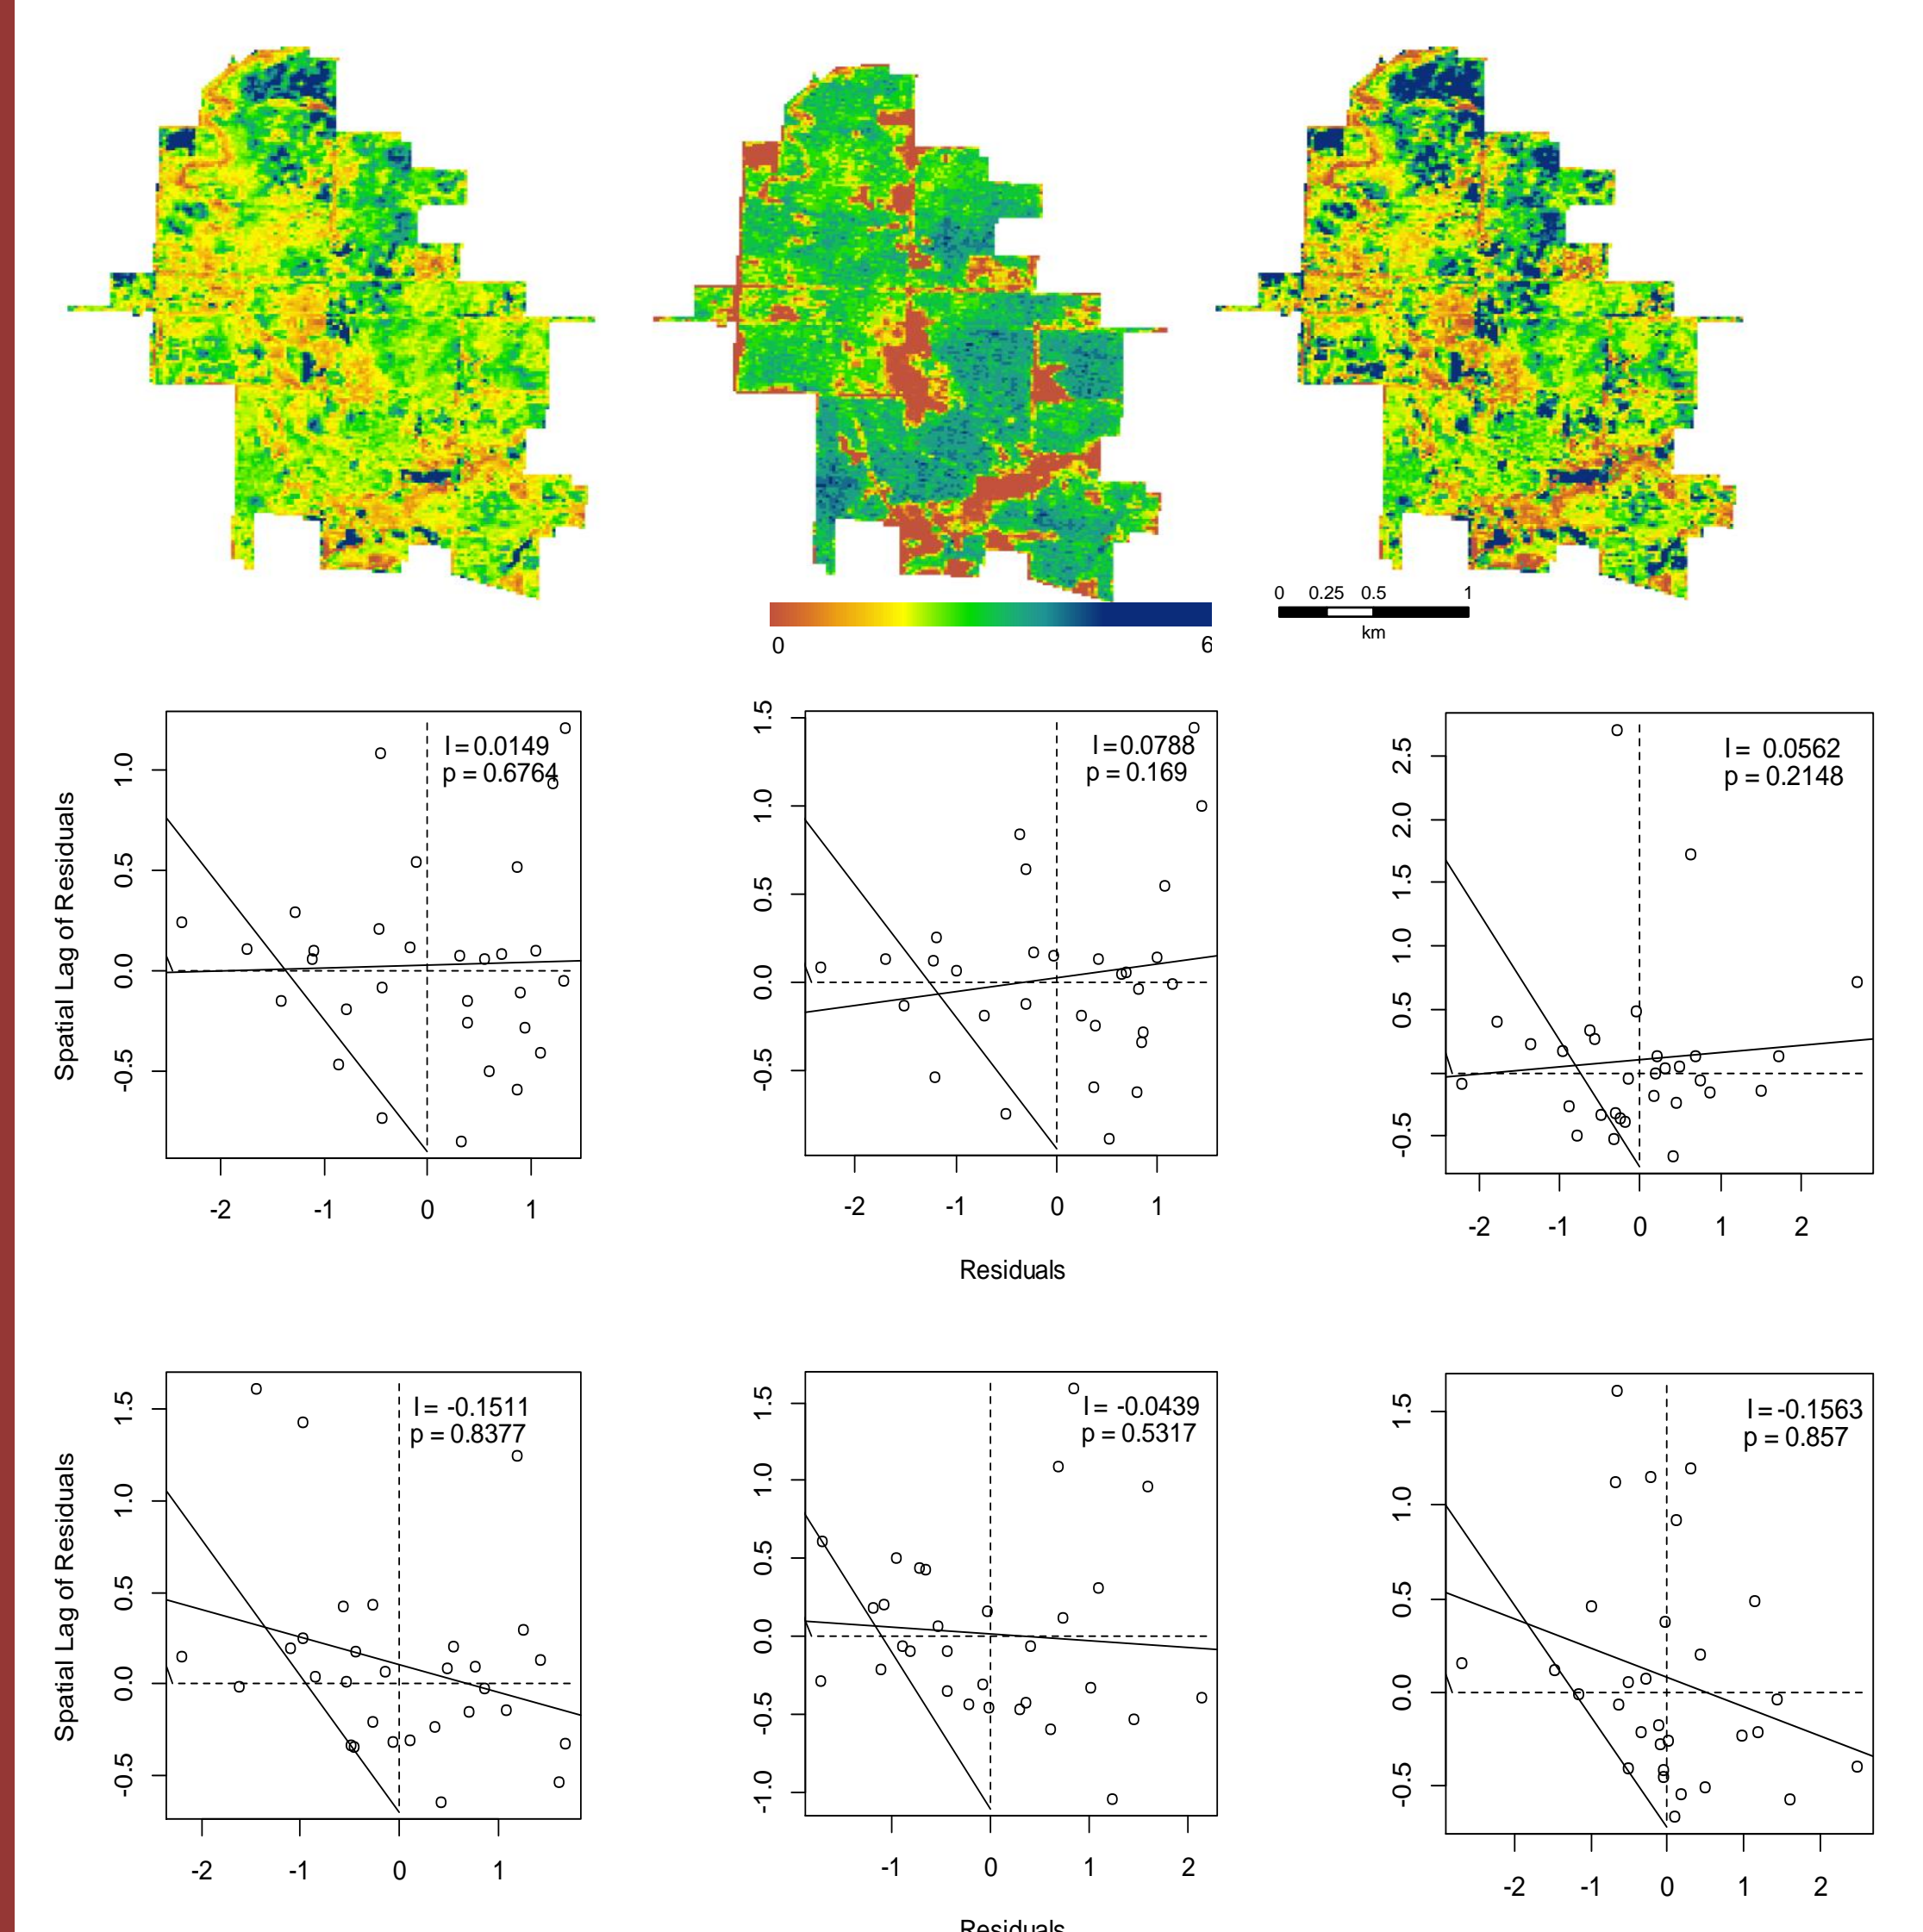 0 0.25 0.5 1
km
0 6
I = 0.0149
p = 0.6764
I = 0.0788
p = 0.169
I = 0.0562
p = 0.2148
Spatial Lag of Residuals
1.0
0.5
0.0
-0.5
1.5
1.0
0.5
0.0
-0.5
2.5
2.0
1.5
1.0
0.5
0.0
-0.5
-2 -1 0 1
-2 -1 0 1
-2 -1 0 1 2
Residuals
I = -0.1511
p = 0.8377
I = -0.0439
p = 0.5317
I = -0.1563
p = 0.857
Spatial Lag of Residuals
1.5
1.0
0.5
0.0
-0.5
1.5
1.0
0.5
0.0
-0.5
-1.0
1.5
1.0
0.5
0.0
-0.5
-2 -1 0 1
-1 0 1 2
-2 -1 0 1 2
Residuals